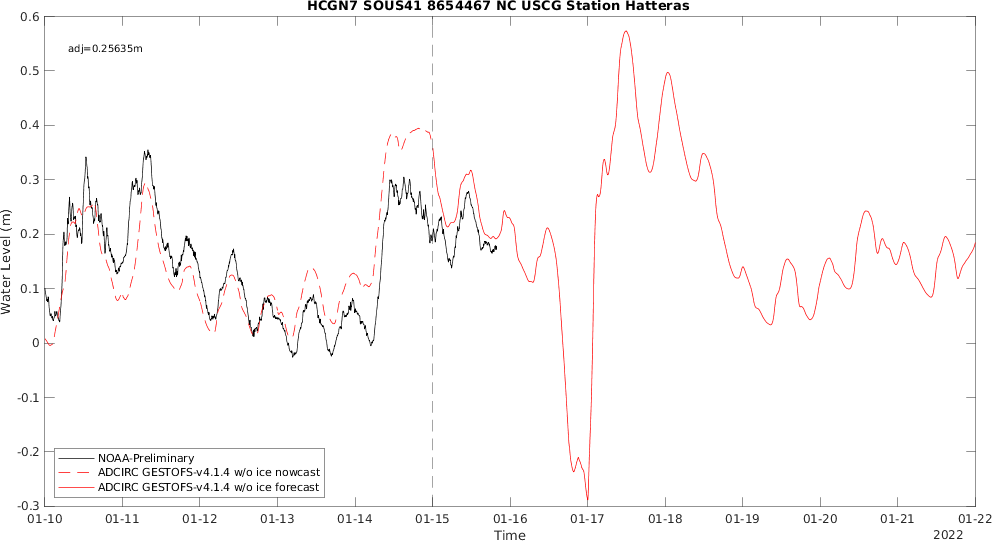 HCGN7 SOUS41 8654467 NC USCG Station Hatteras
adj=0.25635m
0.6
0.5
0.4
0.3
0.2
0.1
0
-0.1
-0.2
-0.3
Water Level (m)
NOAA-Preliminary
ADCIRC GESTOFS-v4.1.4 w/o ice nowcast
ADCIRC GESTOFS-v4.1.4 w/o ice forecast
01-10 01-11 01-12 01-13 01-14 01-15 01-16 01-17 01-18 01-19 01-20 01-21 01-22
Time
2022